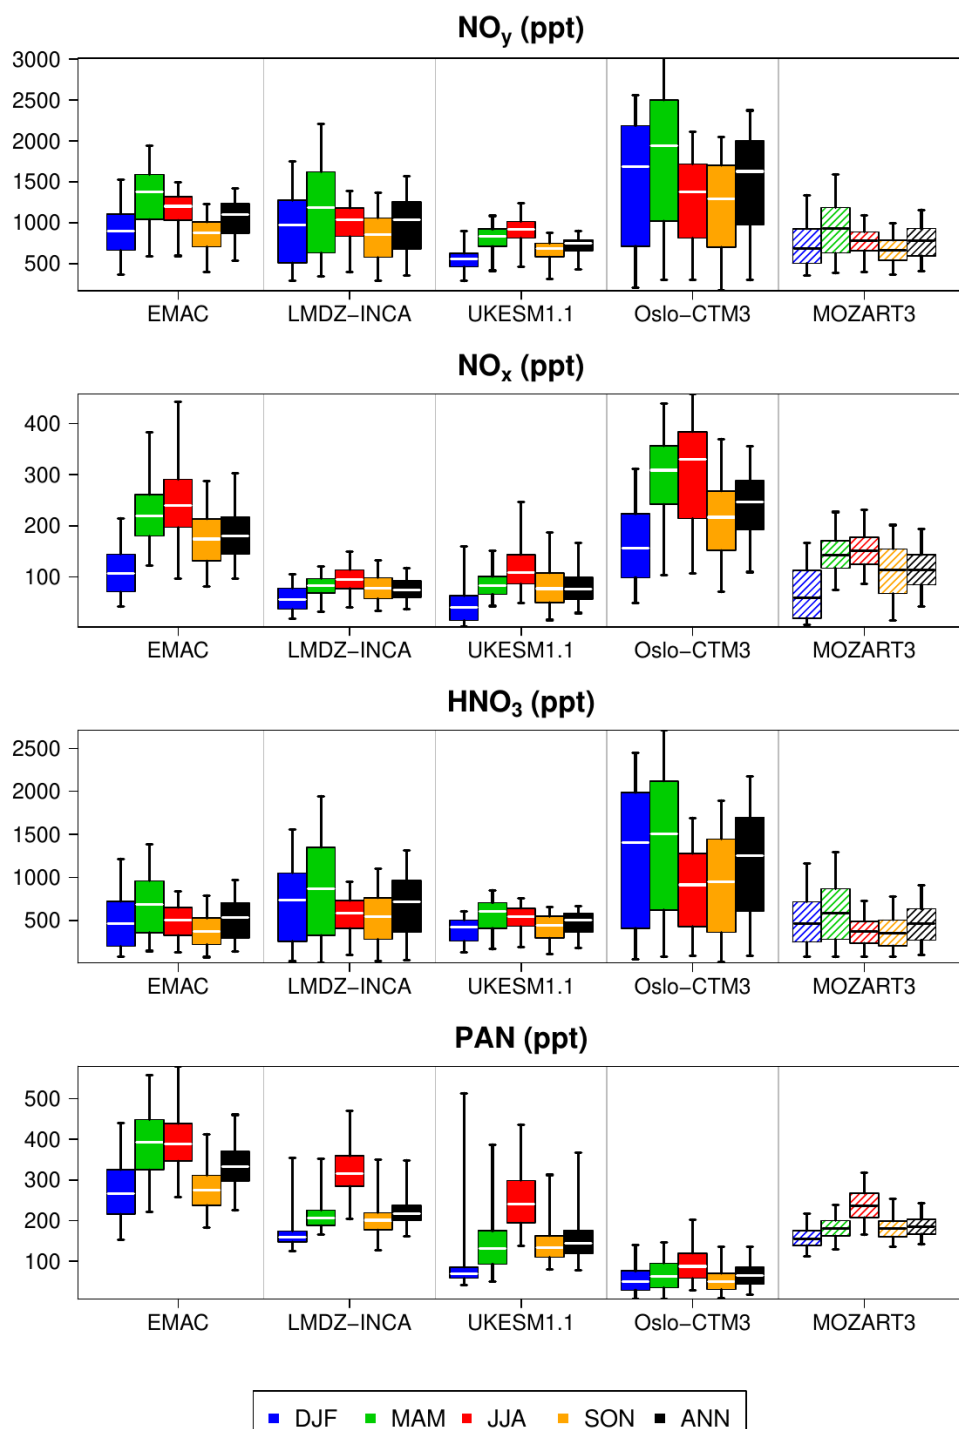 NOy (ppt)
3000
2500
2000
1500
1000
500
EMAC LMDZ−INCA UKESM1.1 Oslo−CTM3 MOZART3
NOx (ppt)
400
300
200
100
EMAC LMDZ−INCA UKESM1.1 Oslo−CTM3 MOZART3
HNO3 (ppt)
2500
2000
1500
1000
500
EMAC LMDZ−INCA UKESM1.1 Oslo−CTM3 MOZART3
PAN (ppt)
500
400
300
200
100
EMAC LMDZ−INCA UKESM1.1 Oslo−CTM3 MOZART3
DJF MAM JJA SON ANN